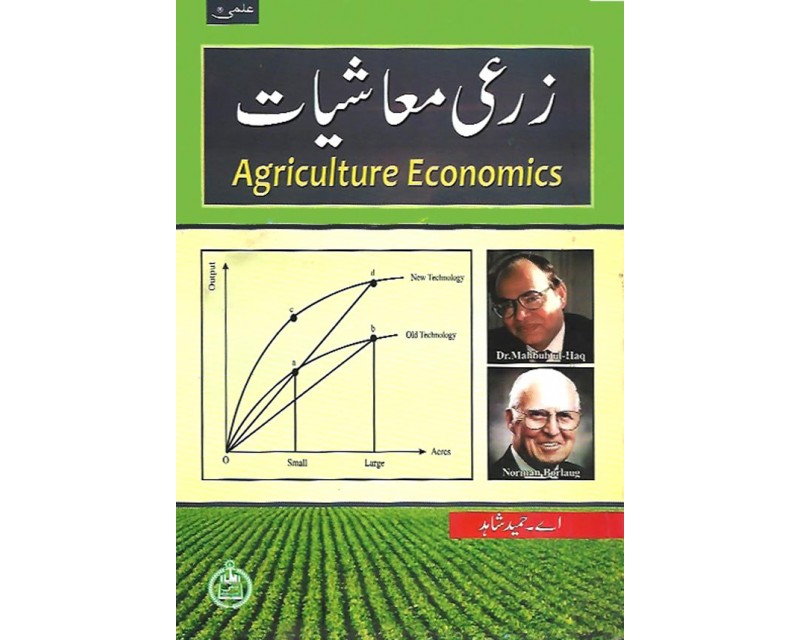 علمی
زرعی معاشیات
Agriculture Economics
Output
d
New Technology
c
b
Old Technology
a
O
Small
Large
Acres
Dr.Mahbub ul-Haq
Norman Borlaug
اے۔حمید شاہد
ILMI